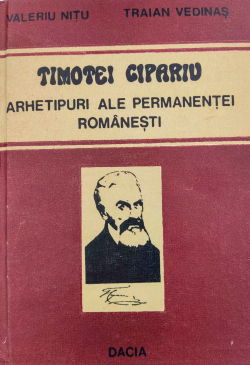 VALERIU NIȚU TRAIAN VEDINAȘ
TIMOTEI CIPARIU
ARHETIPURI ALE PERMANENȚEI
ROMÂNEȘTI
DACIA